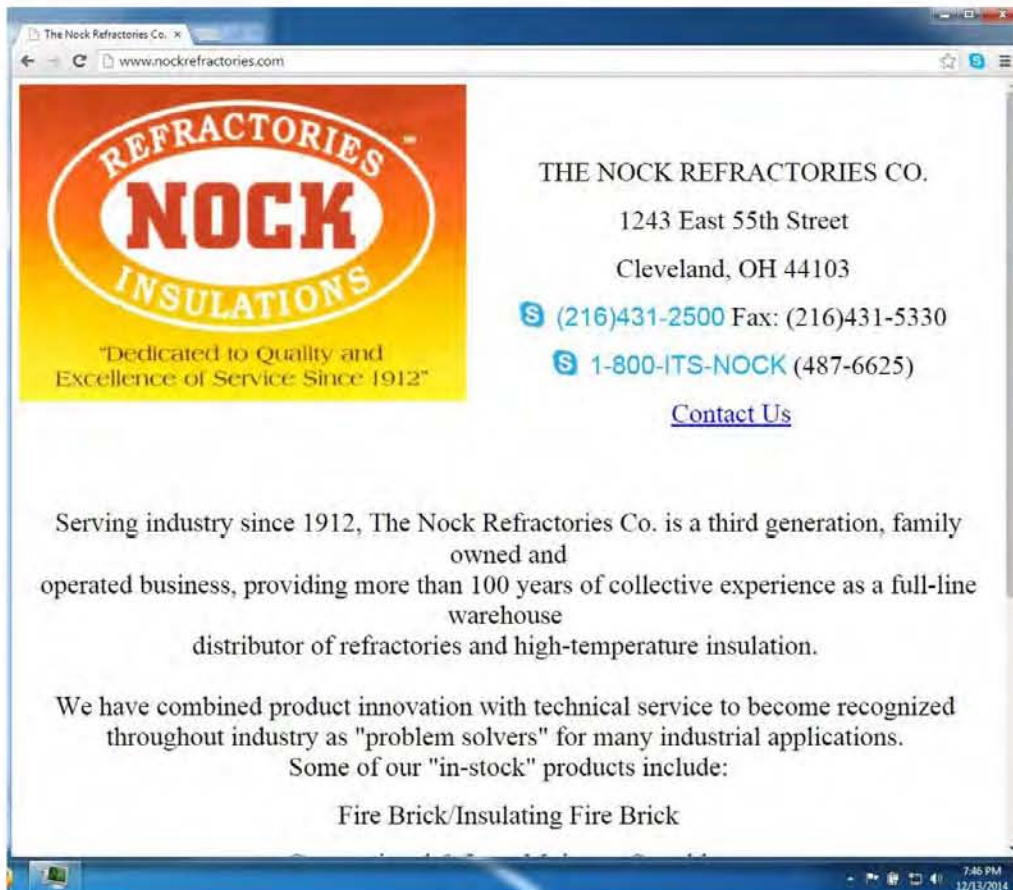 The Nock Refractories Co.
www.nockrefractories.com
REFRACTORIES
NOCK
INSULATIONS
"Dedicated to Quality and
Excellence of Service Since 1912"
THE NOCK REFRACTORIES CO.
1243 East 55th Street
Cleveland, OH 44103
(216)431-2500 Fax: (216)431-5330
1-800-ITS-NOCK (487-6625)
Contact Us
Serving industry since 1912, The Nock Refractories Co. is a third generation, family
owned and
operated business, providing more than 100 years of collective experience as a full-line
warehouse
distributor of refractories and high-temperature insulation.
We have combined product innovation with technical service to become recognized
throughout industry as "problem solvers" for many industrial applications.
Some of our "in-stock" products include:
Fire Brick/Insulating Fire Brick
7:46 PM
12/13/2014